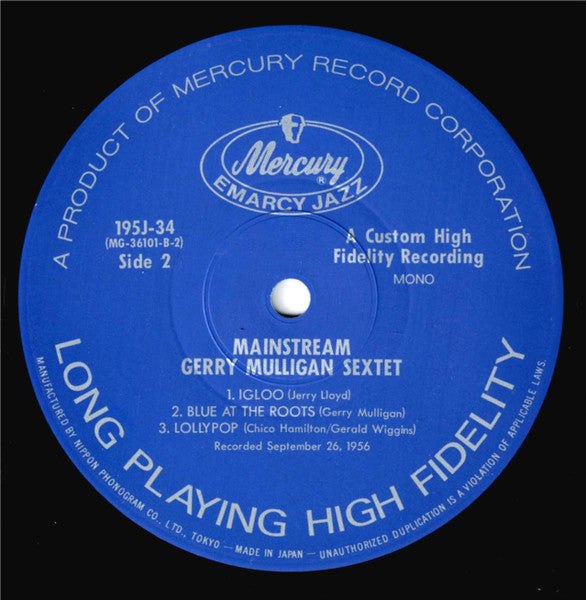 A PRODUCT OF MERCURY RECORD CORPORATION
Mercury®
EMARCY JAZZ
195J-34
(MG-36101-B-2)
Side 2
A Custom High
Fidelity Recording
MONO
MAINSTREAM
GERRY MULLIGAN SEXTET
1. IGLOO (Jerry Lloyd)
2. BLUE AT THE ROOTS (Gerry Mulligan)
3. LOLLYPOP (Chico Hamilton/Gerald Wiggins)
Recorded September 26, 1956
LONG PLAYING HIGH FIDELITY
MANUFACTURED BY NIPPON PHONOGRAM CO., LTD., TOKYO — MADE IN JAPAN — UNAUTHORIZED DUPLICATION IS A VIOLATION OF APPLICABLE LAWS.